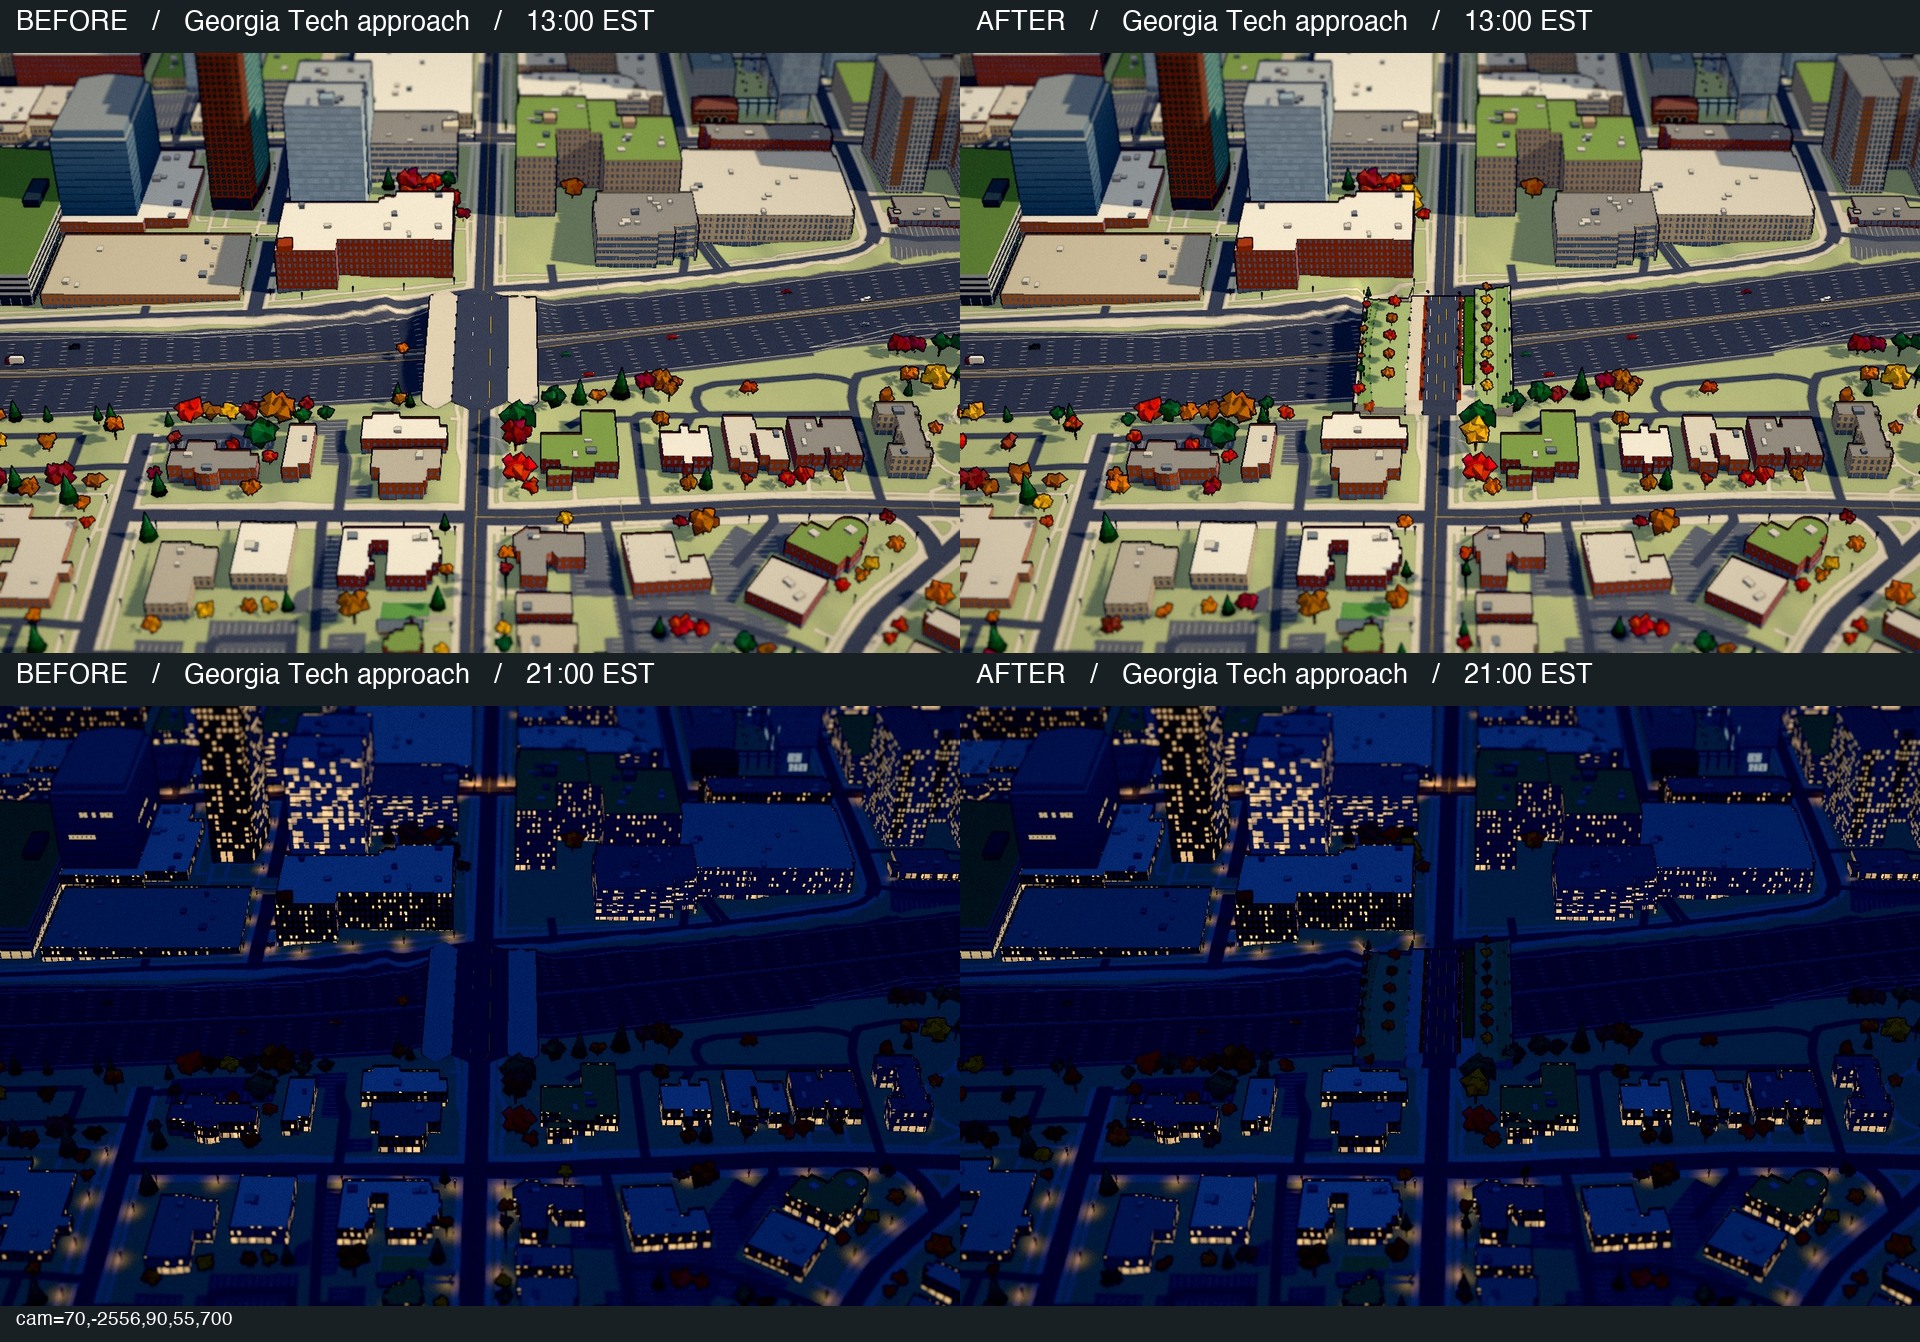 BEFORE / Georgia Tech approach / 13:00 EST
AFTER / Georgia Tech approach / 13:00 EST
BEFORE / Georgia Tech approach / 21:00 EST
AFTER / Georgia Tech approach / 21:00 EST
cam=70,-2556,90,55,700